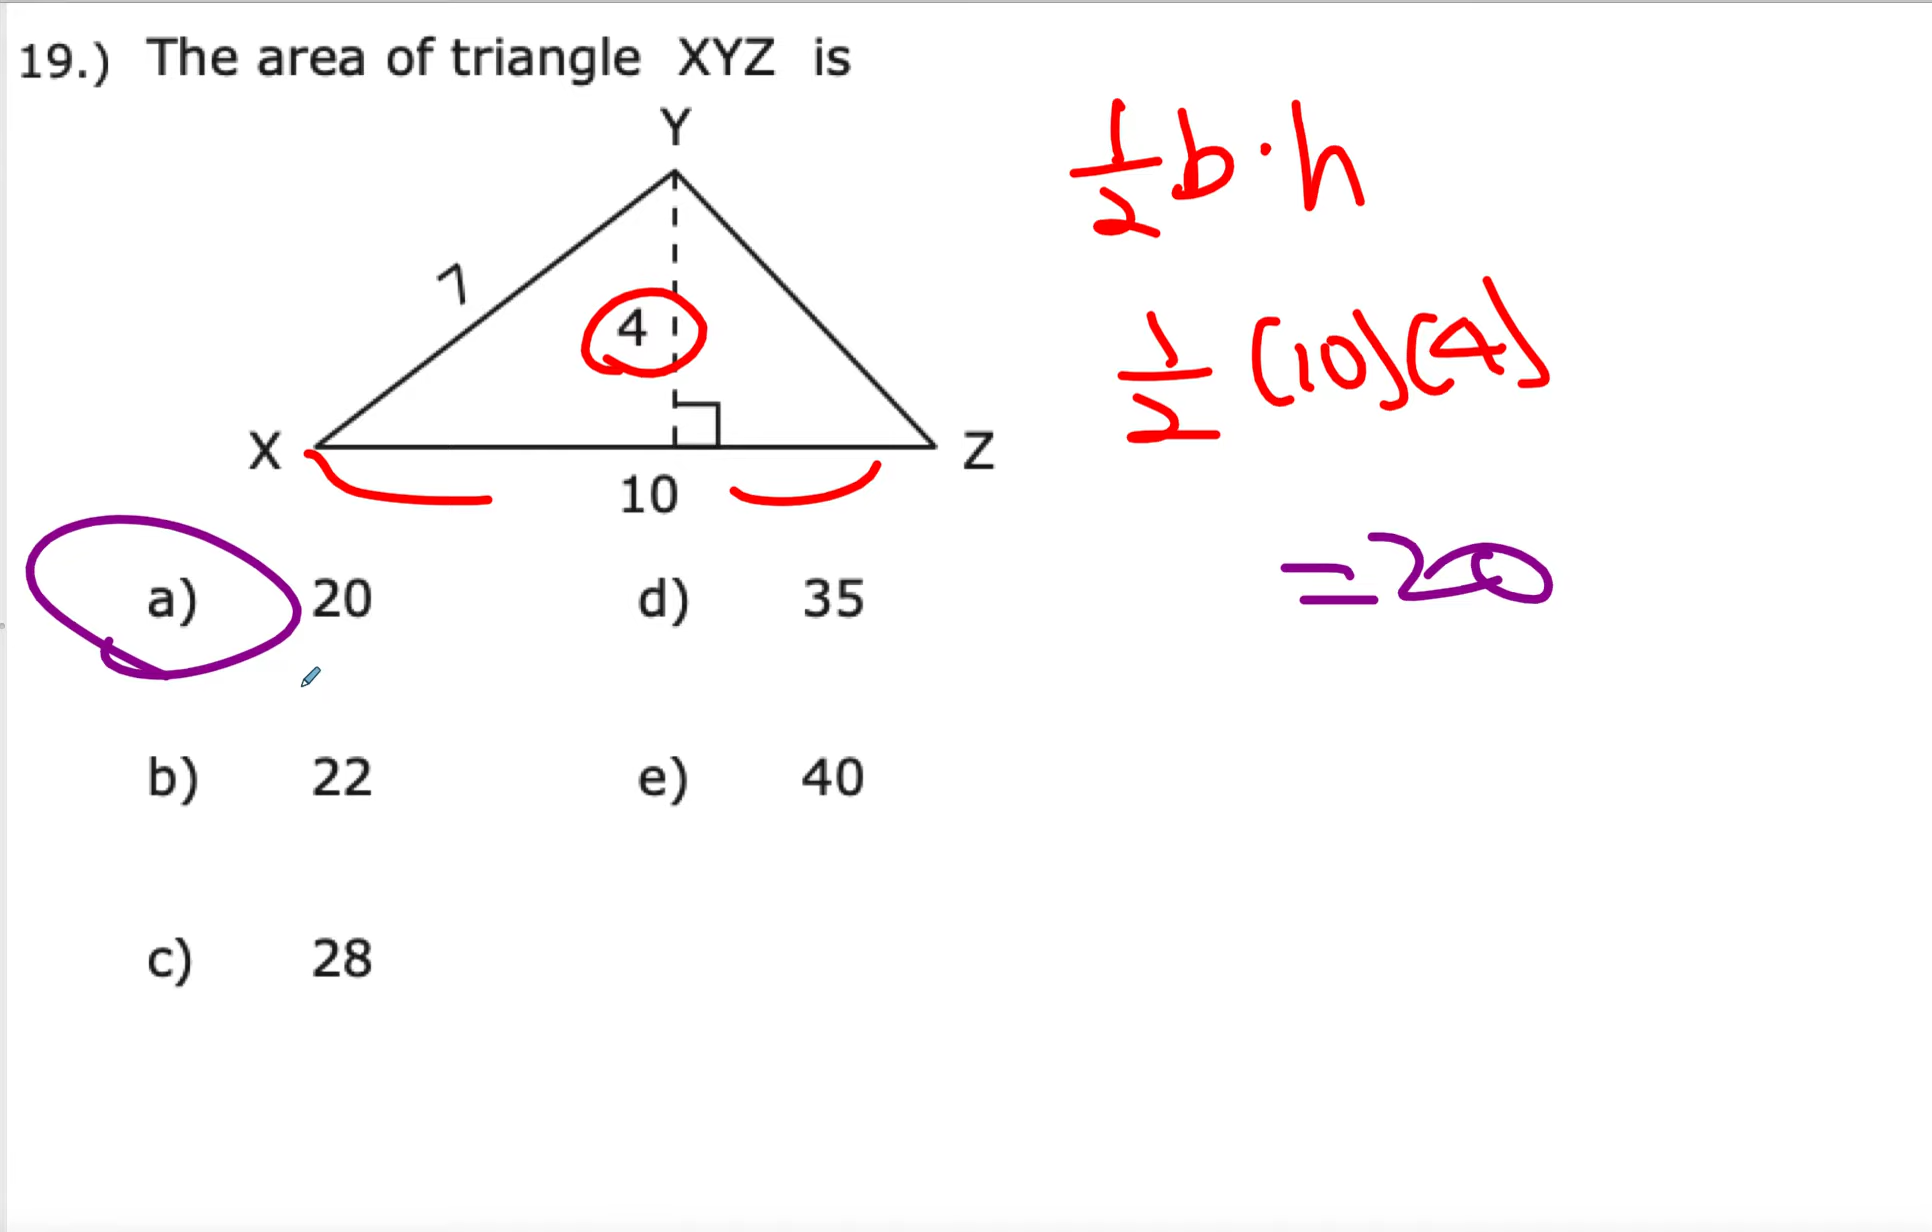 19.) The area of triangle XYZ is
Y
7
4
X
Z
10
a) 20
d) 35
b) 22
e) 40
c) 28
1/2 b · h
1/2 (10)(4)
= 20